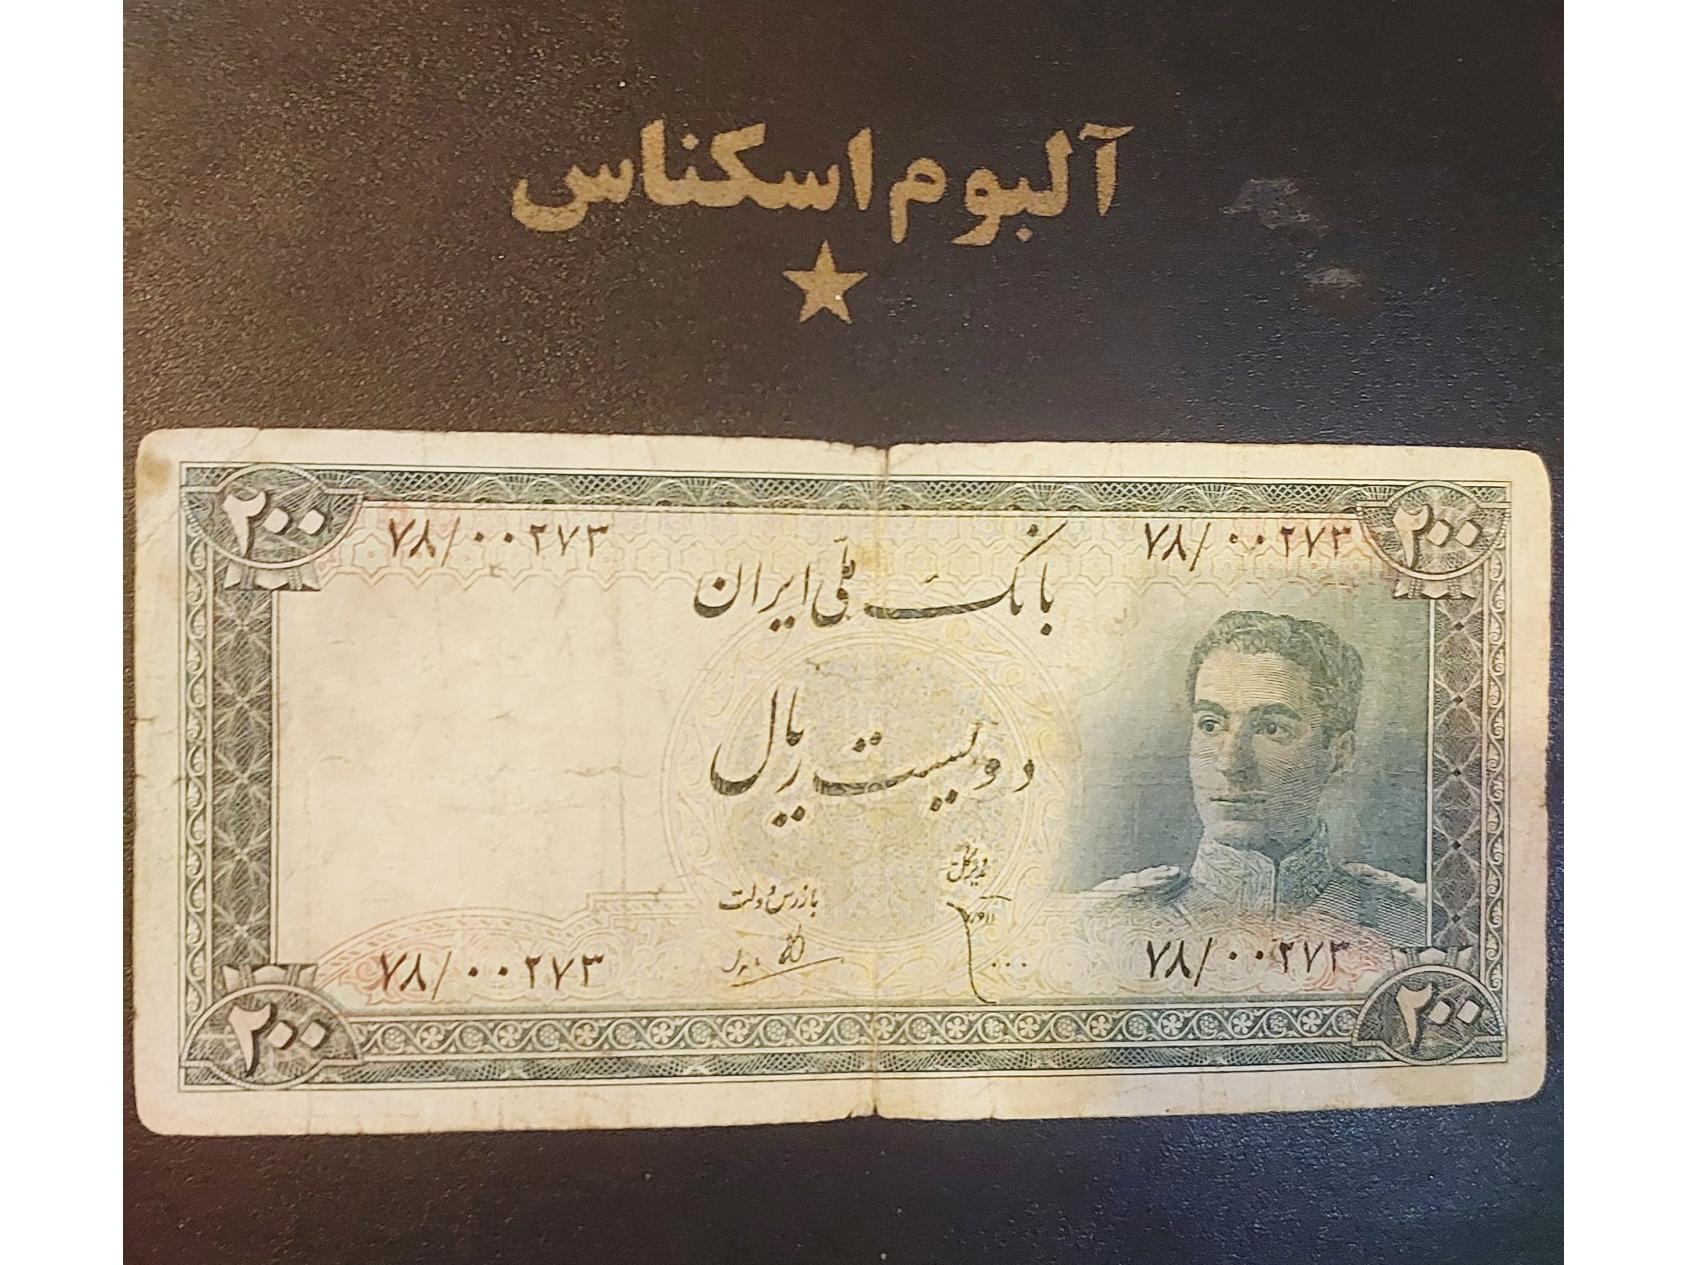 آلبوم اسکناس
۲۰۰
۷۸/۰۰۲۷۳
۷۸/۰۰۲۷۳
۲۰۰
بانک ملی ایران
دویست ریال
مدیرکل
بازرس دولت
۷۸/۰۰۲۷۳
۷۸/۰۰۲۷۳
۲۰۰
۲۰۰